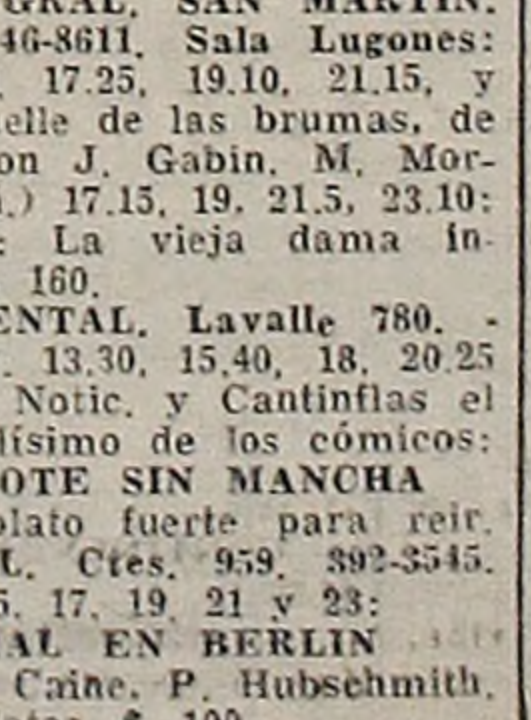 GRAL. SAN MARTIN.
46-8611. Sala Lugones:
. 17.25, 19.10, 21.15, y
elle de las brumas, de
on J. Gabin, M. Mor-
.) 17.15, 19, 21.5, 23.10:
: La vieja dama in-
160.
ENTAL. Lavalle 780. -
. 13.30, 15.40, 18, 20.25
Notic. y Cantinflas el
lísimo de los cómicos:
OTE SIN MANCHA
plato fuerte para reir.
L. Ctes. 959. 392-3545.
5, 17, 19, 21 y 23:
AL EN BERLIN
Caine, P. Hubschmith.
$ 100